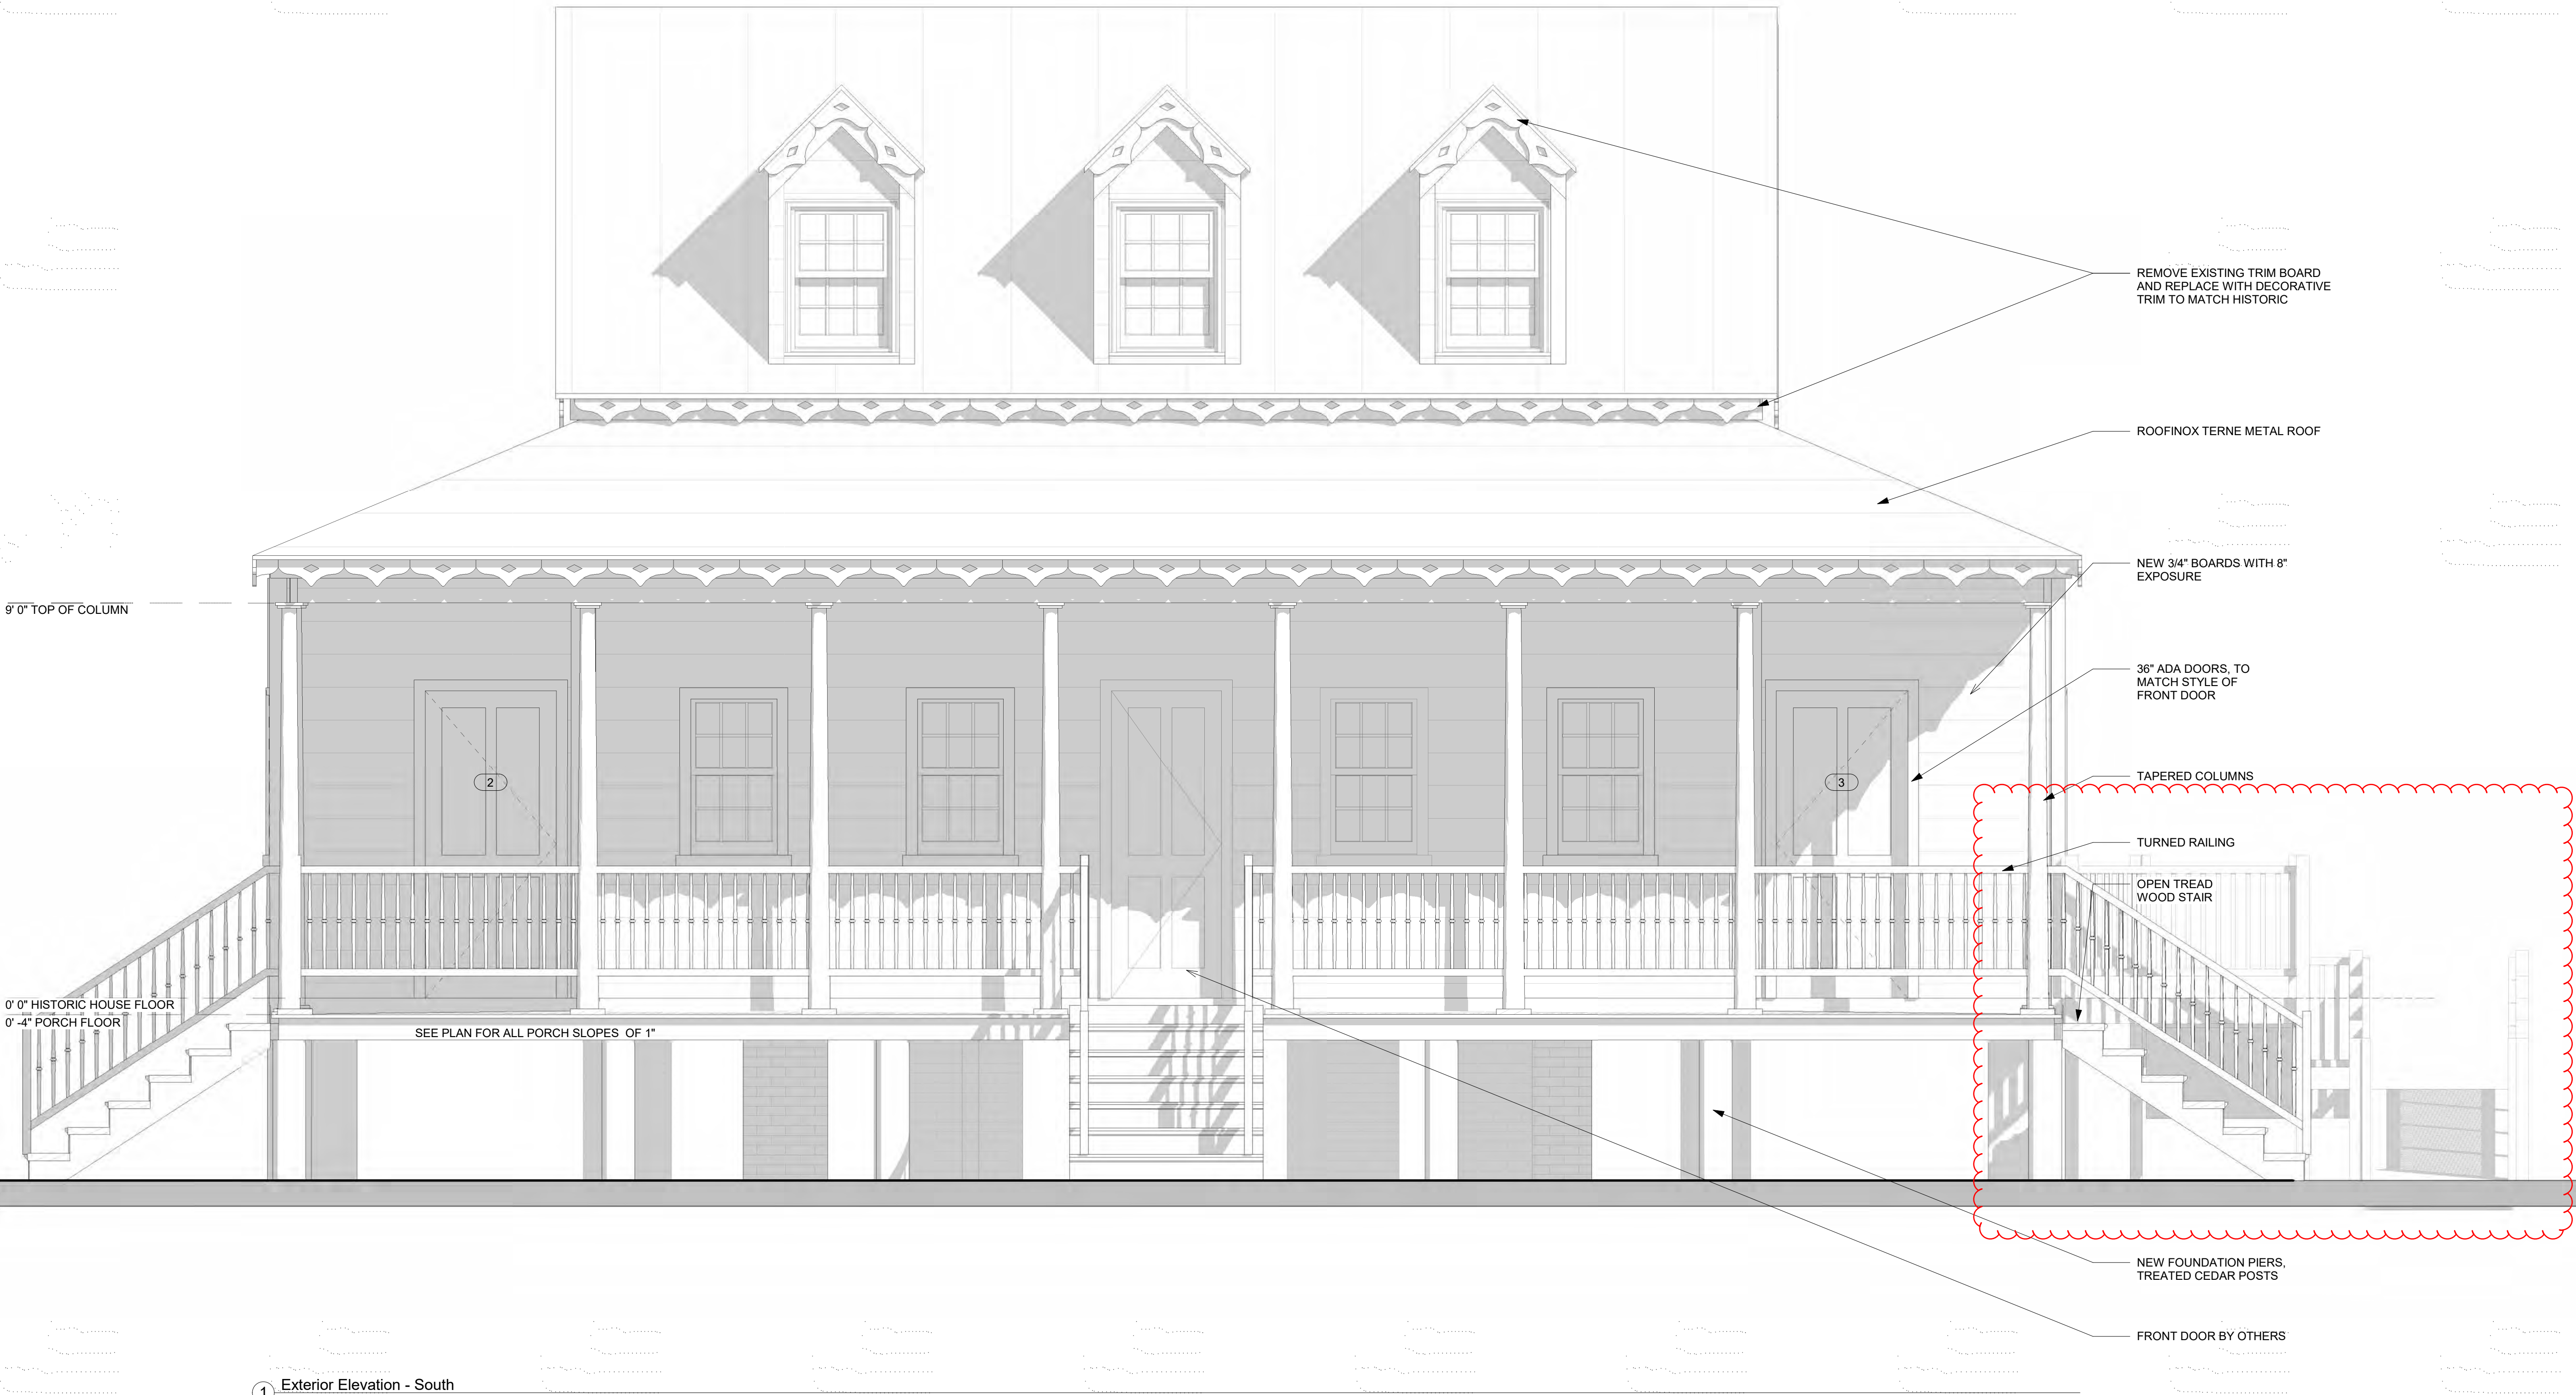 REMOVE EXISTING TRIM BOARD
AND REPLACE WITH DECORATIVE
TRIM TO MATCH HISTORIC
ROOFINOX TERNE METAL ROOF
NEW 3/4" BOARDS WITH 8"
EXPOSURE
9' 0" TOP OF COLUMN
36" ADA DOORS, TO
MATCH STYLE OF
FRONT DOOR
TAPERED COLUMNS
2
3
TURNED RAILING
OPEN TREAD
WOOD STAIR
0' 0" HISTORIC HOUSE FLOOR
0' -4" PORCH FLOOR
SEE PLAN FOR ALL PORCH SLOPES OF 1"
NEW FOUNDATION PIERS,
TREATED CEDAR POSTS
FRONT DOOR BY OTHERS
1 Exterior Elevation - South